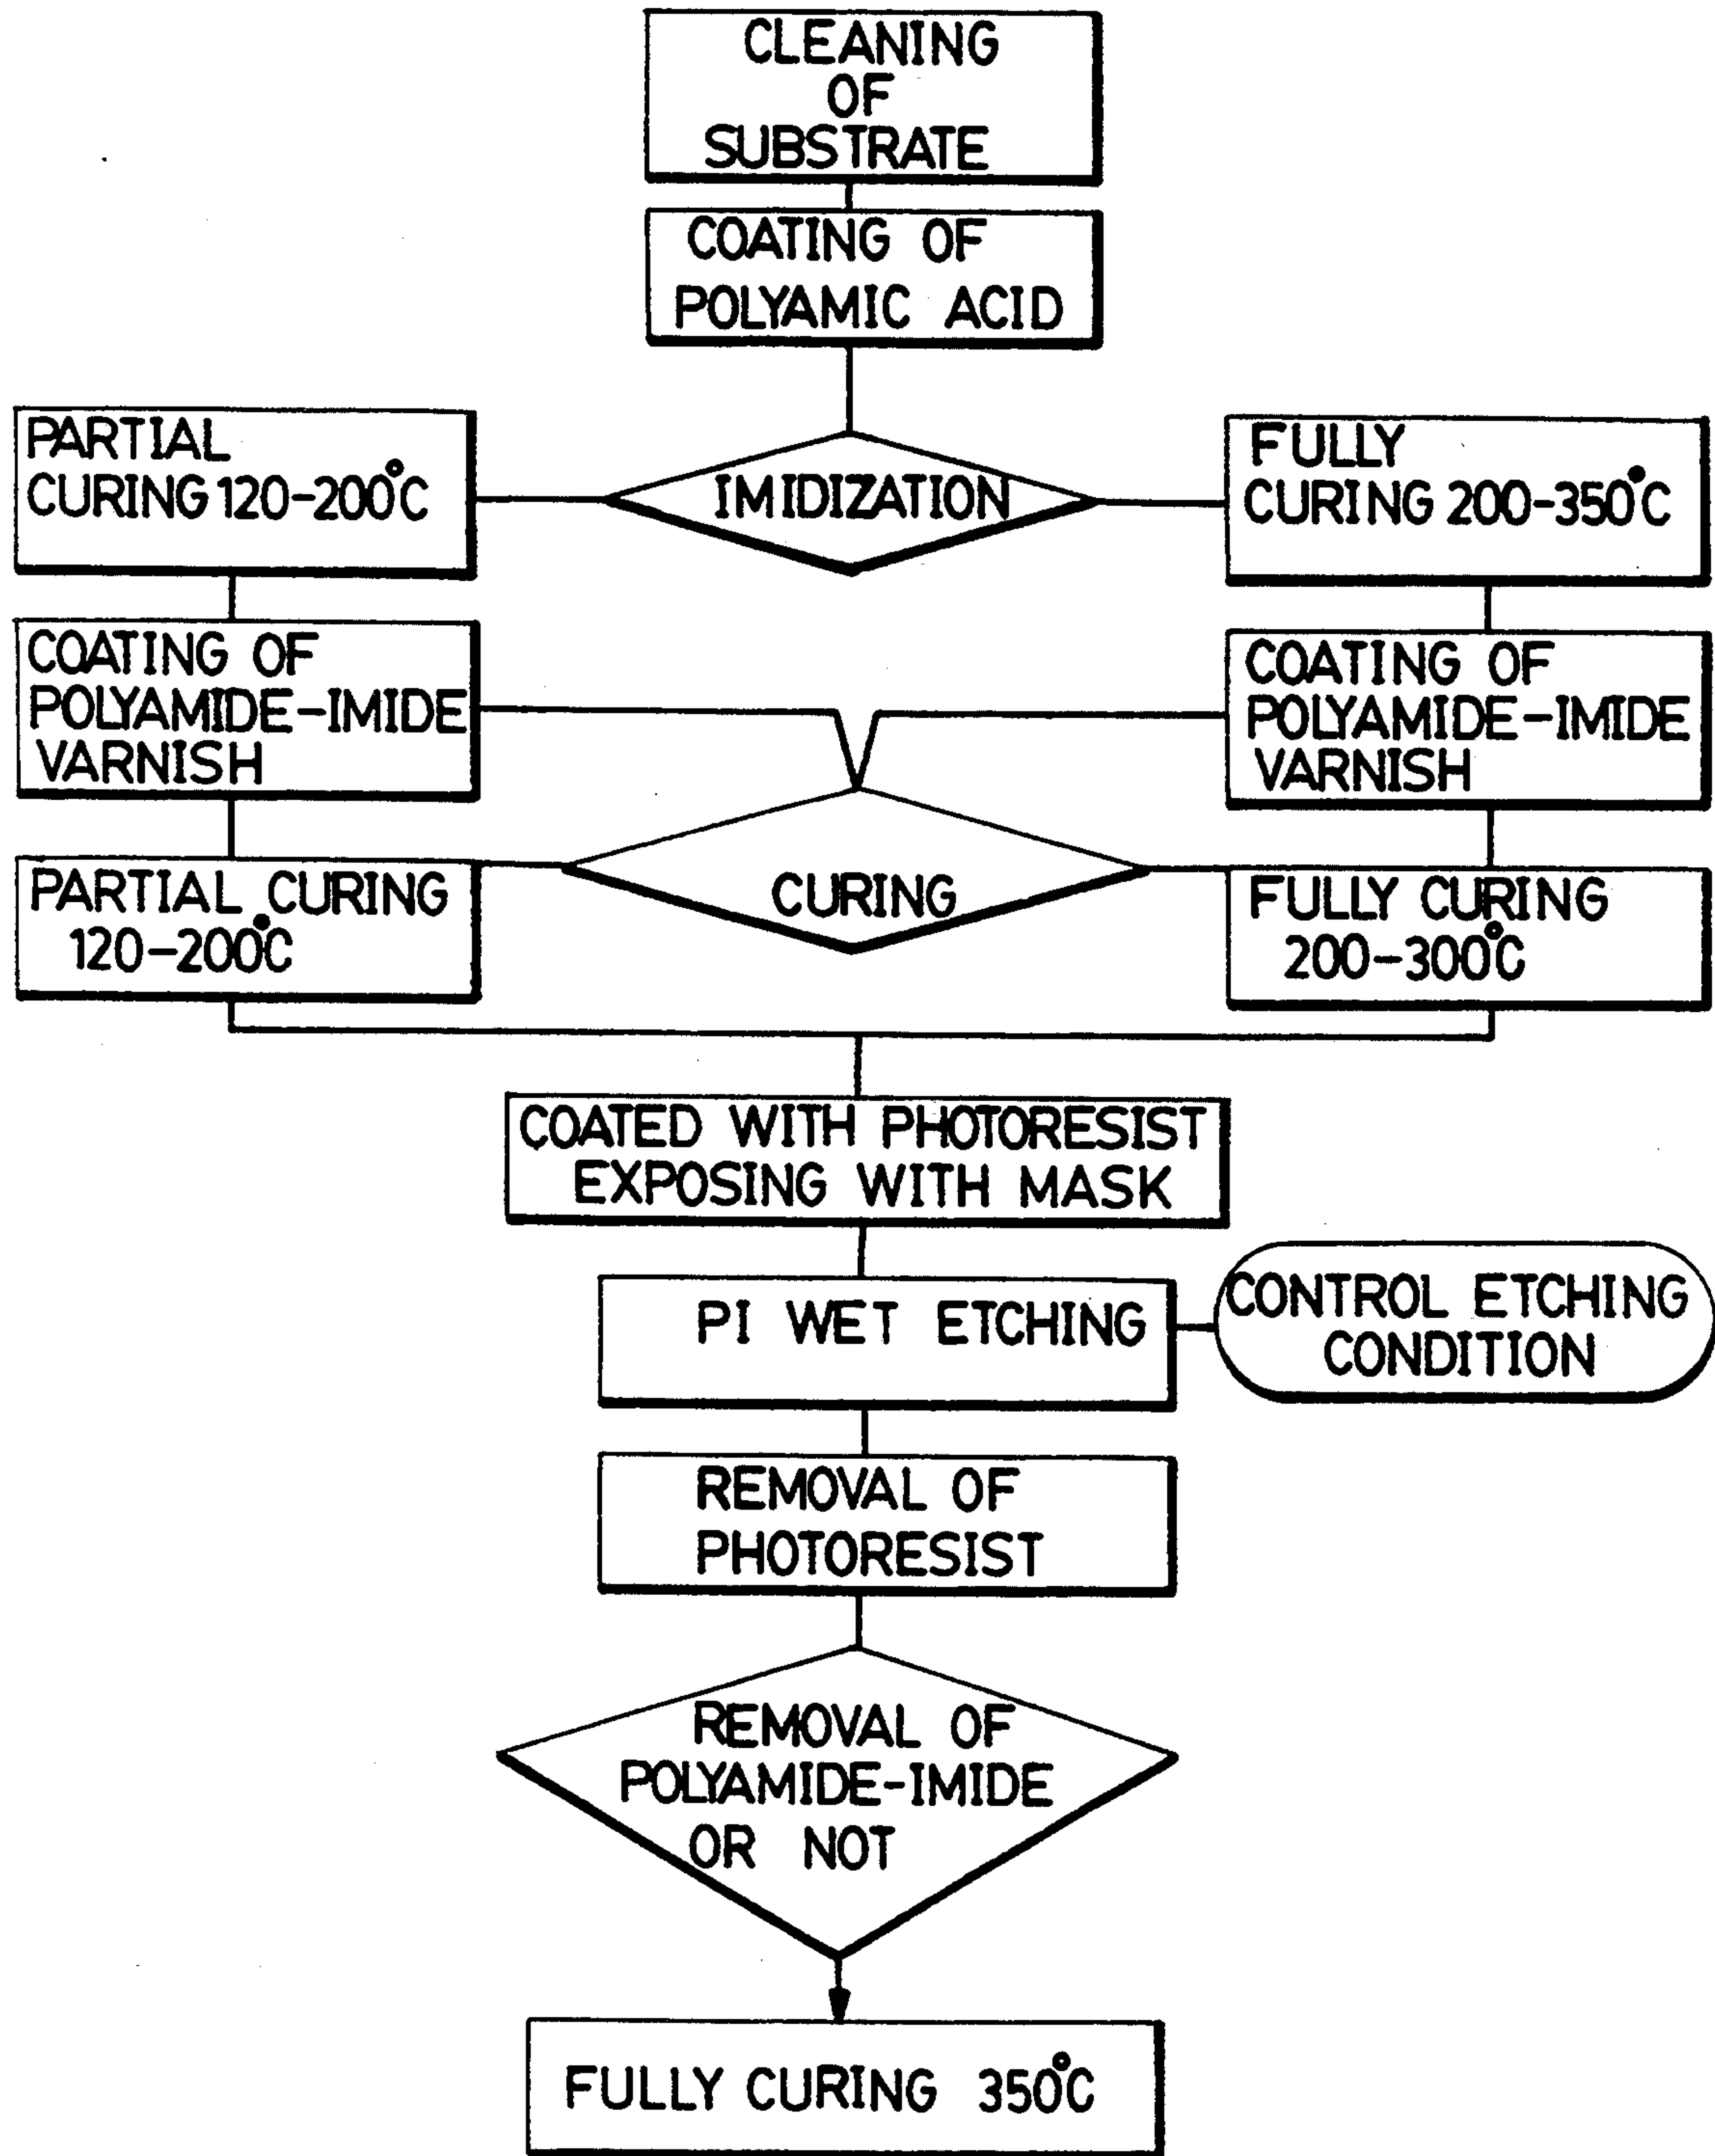 CLEANING
OF
SUBSTRATE
COATING OF
POLYAMIC ACID
PARTIAL
CURING 120-200°C
IMIDIZATION
FULLY
CURING 200-350°C
COATING OF
POLYAMIDE-IMIDE
VARNISH
COATING OF
POLYAMIDE-IMIDE
VARNISH
PARTIAL CURING
120-200°C
CURING
FULLY CURING
200-300°C
COATED WITH PHOTORESIST
EXPOSING WITH MASK
PI WET ETCHING
CONTROL ETCHING
CONDITION
REMOVAL OF
PHOTORESIST
REMOVAL OF
POLYAMIDE-IMIDE
OR NOT
FULLY CURING 350°C